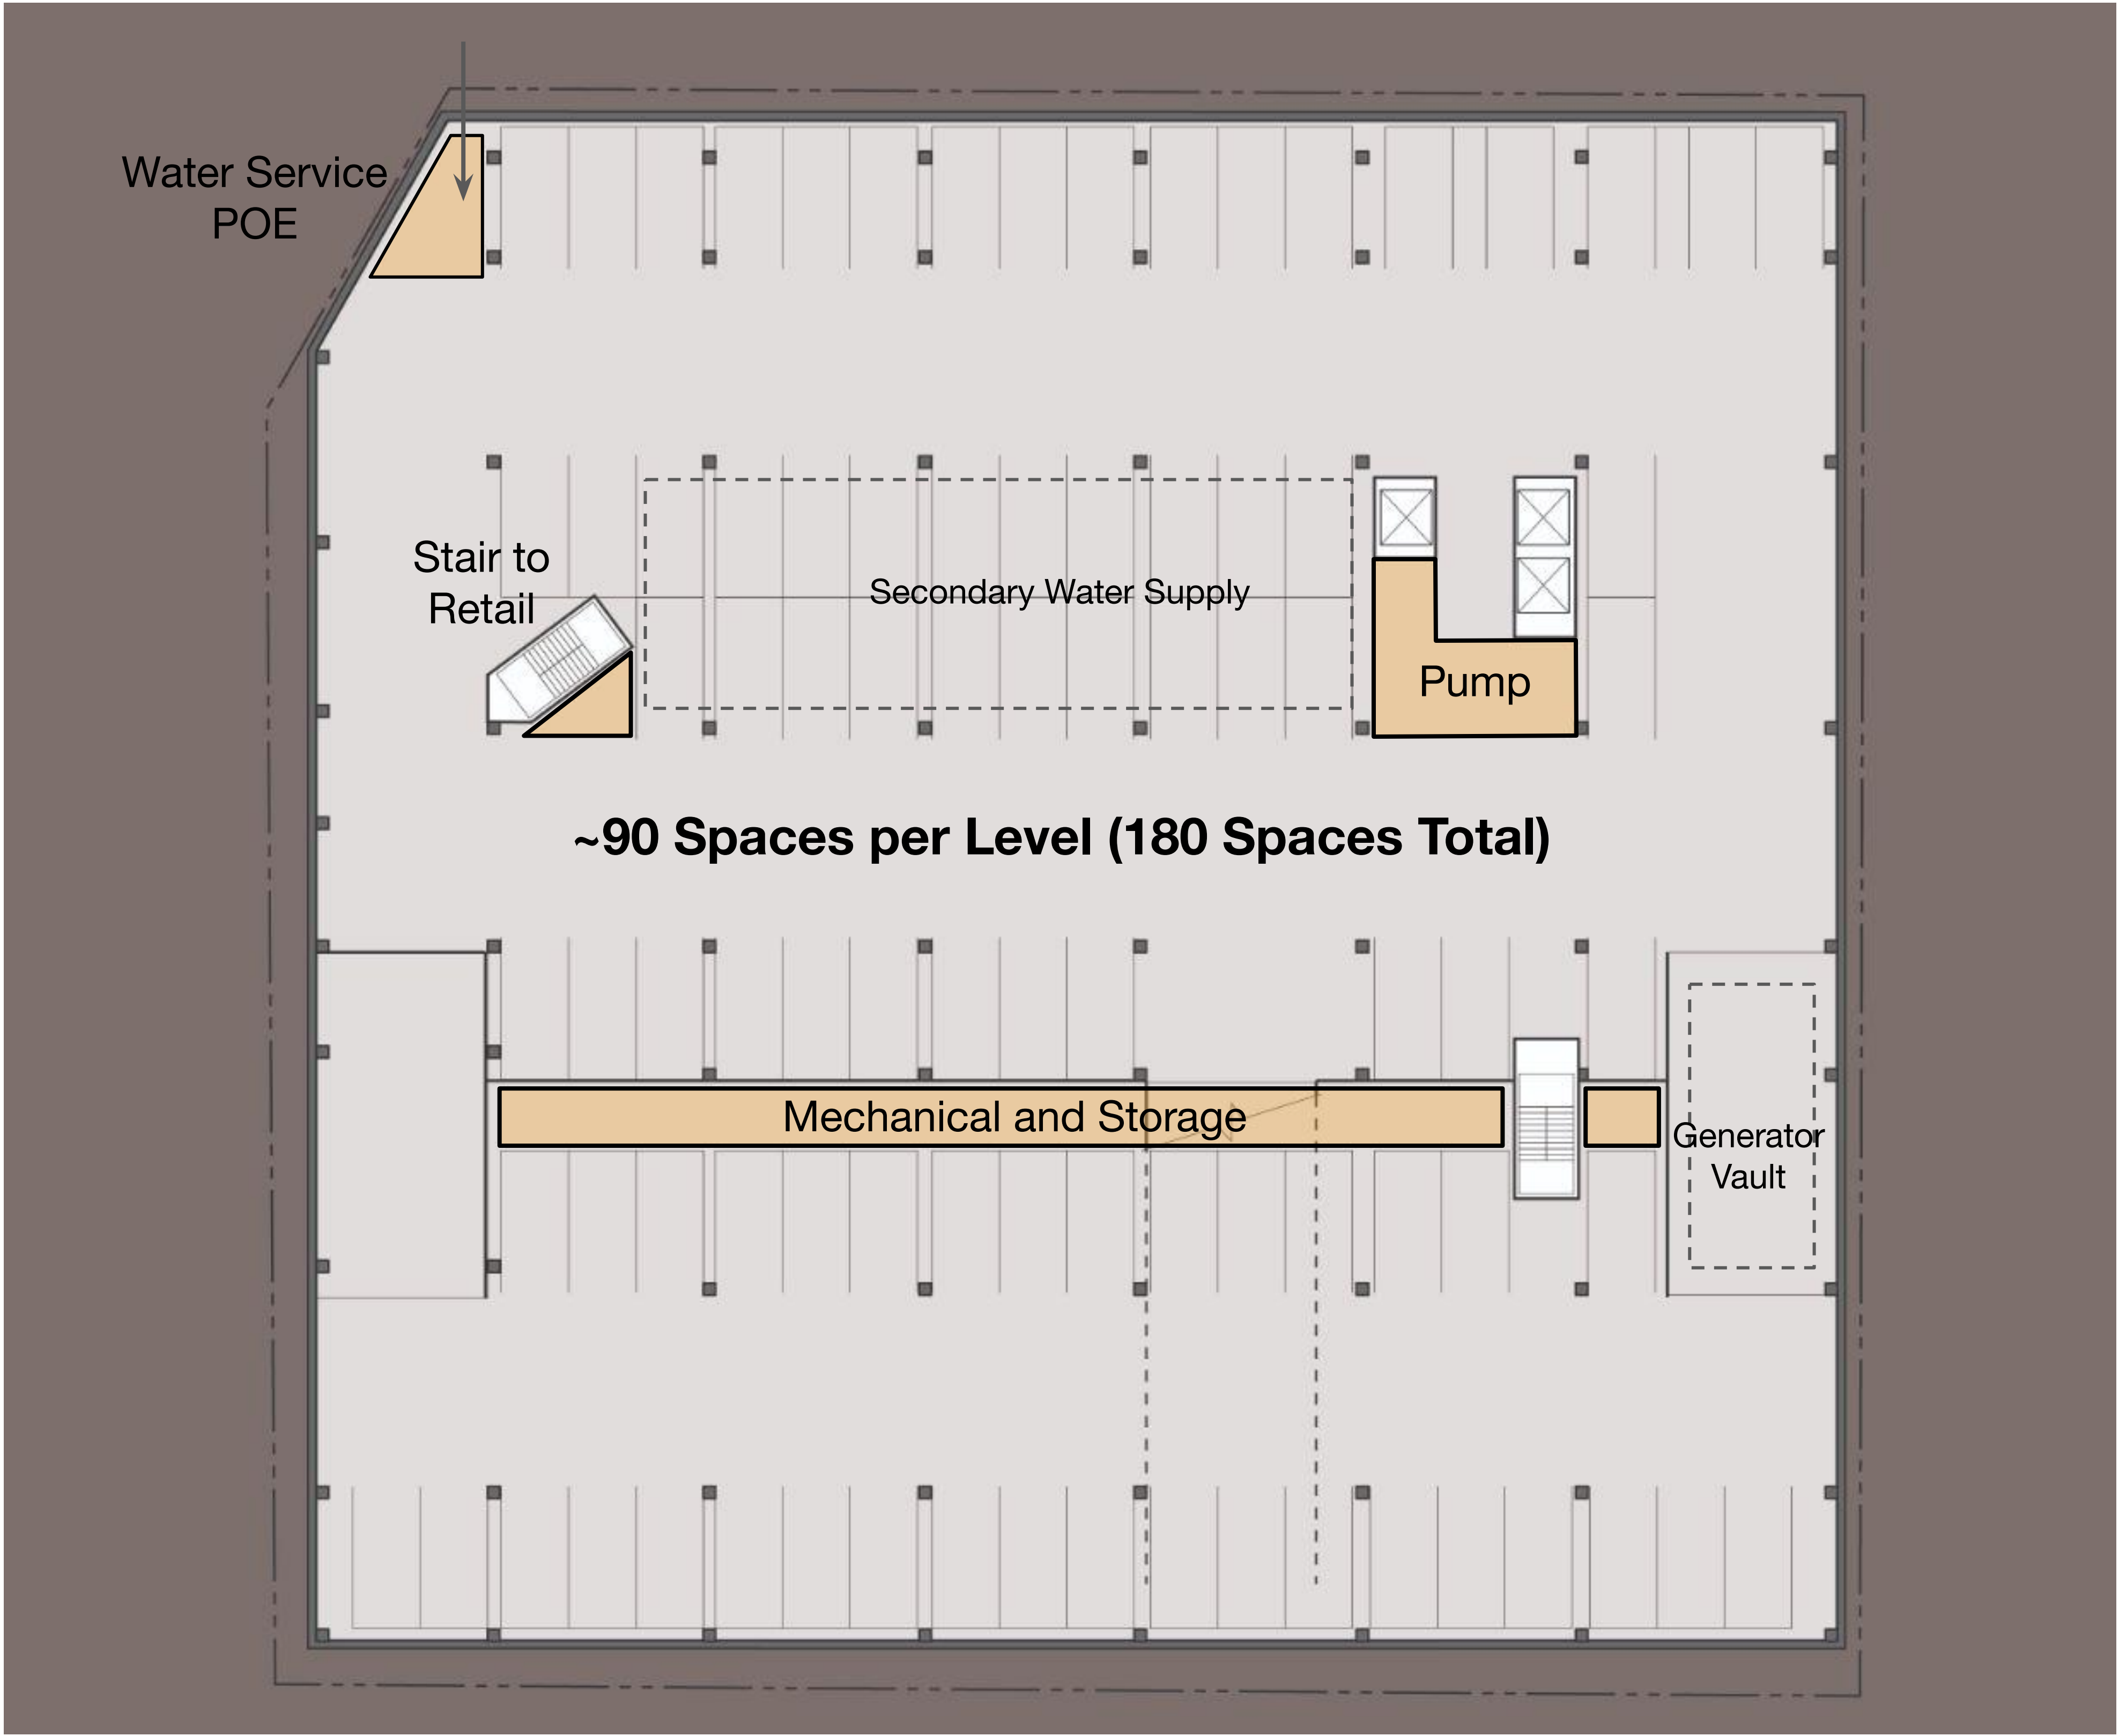 Water Service
POE
Stair to
Retail
Secondary Water Supply
Pump
~90 Spaces per Level (180 Spaces Total)
Mechanical and Storage
Generator
Vault